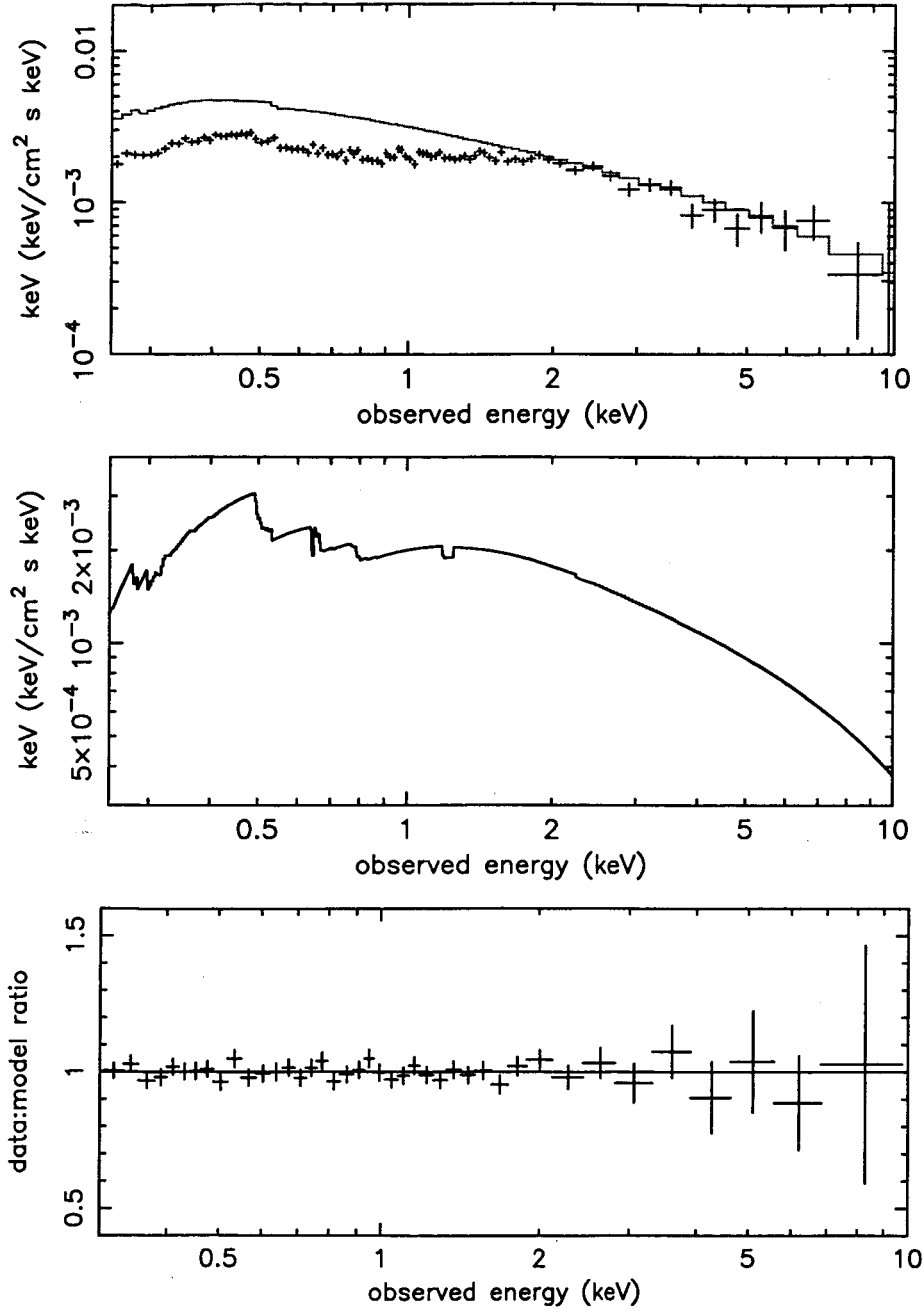 keV (keV/cm² s keV)
0.01
10⁻³
10⁻⁴
0.5 1 2 5 10
observed energy (keV)
keV (keV/cm² s keV)
2×10⁻³
10⁻³
5×10⁻⁴
0.5 1 2 5 10
observed energy (keV)
data:model ratio
1.5
1
0.5
0.5 1 2 5 10
observed energy (keV)